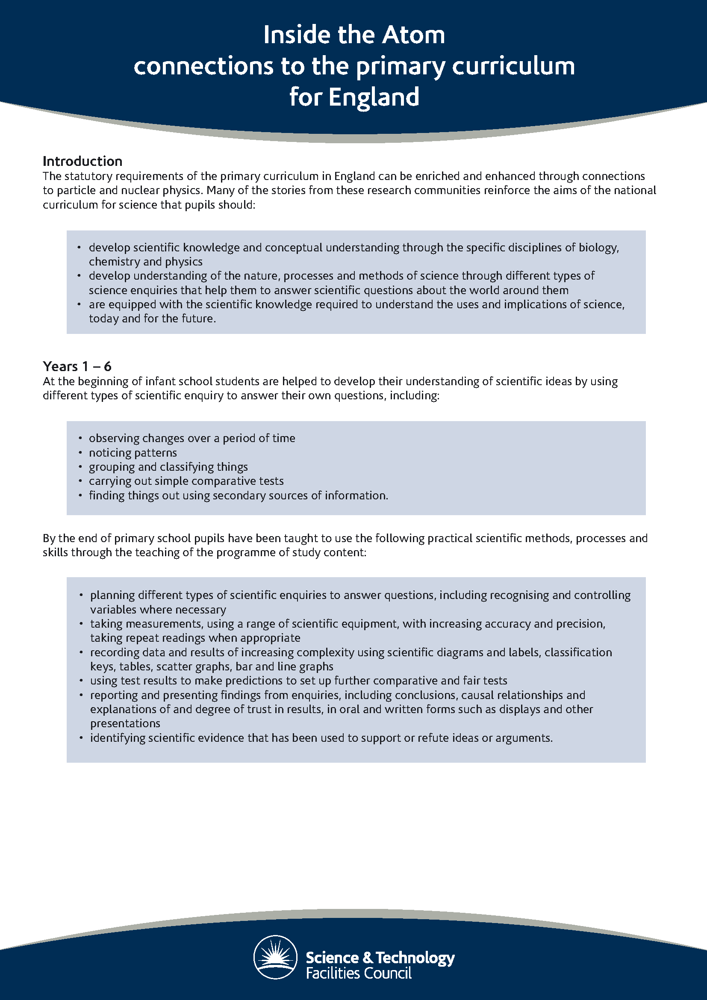 Inside the Atom
connections to the primary curriculum
for England
Introduction
The statutory requirements of the primary curriculum in England can be enriched and enhanced through connections
to particle and nuclear physics. Many of the stories from these research communities reinforce the aims of the national
curriculum for science that pupils should:
• develop scientific knowledge and conceptual understanding through the specific disciplines of biology,
chemistry and physics
• develop understanding of the nature, processes and methods of science through different types of
science enquiries that help them to answer scientific questions about the world around them
• are equipped with the scientific knowledge required to understand the uses and implications of science,
today and for the future.
Years 1 – 6
At the beginning of infant school students are helped to develop their understanding of scientific ideas by using
different types of scientific enquiry to answer their own questions, including:
• observing changes over a period of time
• noticing patterns
• grouping and classifying things
• carrying out simple comparative tests
• finding things out using secondary sources of information.
By the end of primary school pupils have been taught to use the following practical scientific methods, processes and
skills through the teaching of the programme of study content:
• planning different types of scientific enquiries to answer questions, including recognising and controlling
variables where necessary
• taking measurements, using a range of scientific equipment, with increasing accuracy and precision,
taking repeat readings when appropriate
• recording data and results of increasing complexity using scientific diagrams and labels, classification
keys, tables, scatter graphs, bar and line graphs
• using test results to make predictions to set up further comparative and fair tests
• reporting and presenting findings from enquiries, including conclusions, causal relationships and
explanations of and degree of trust in results, in oral and written forms such as displays and other
presentations
• identifying scientific evidence that has been used to support or refute ideas or arguments.
Science & Technology
Facilities Council